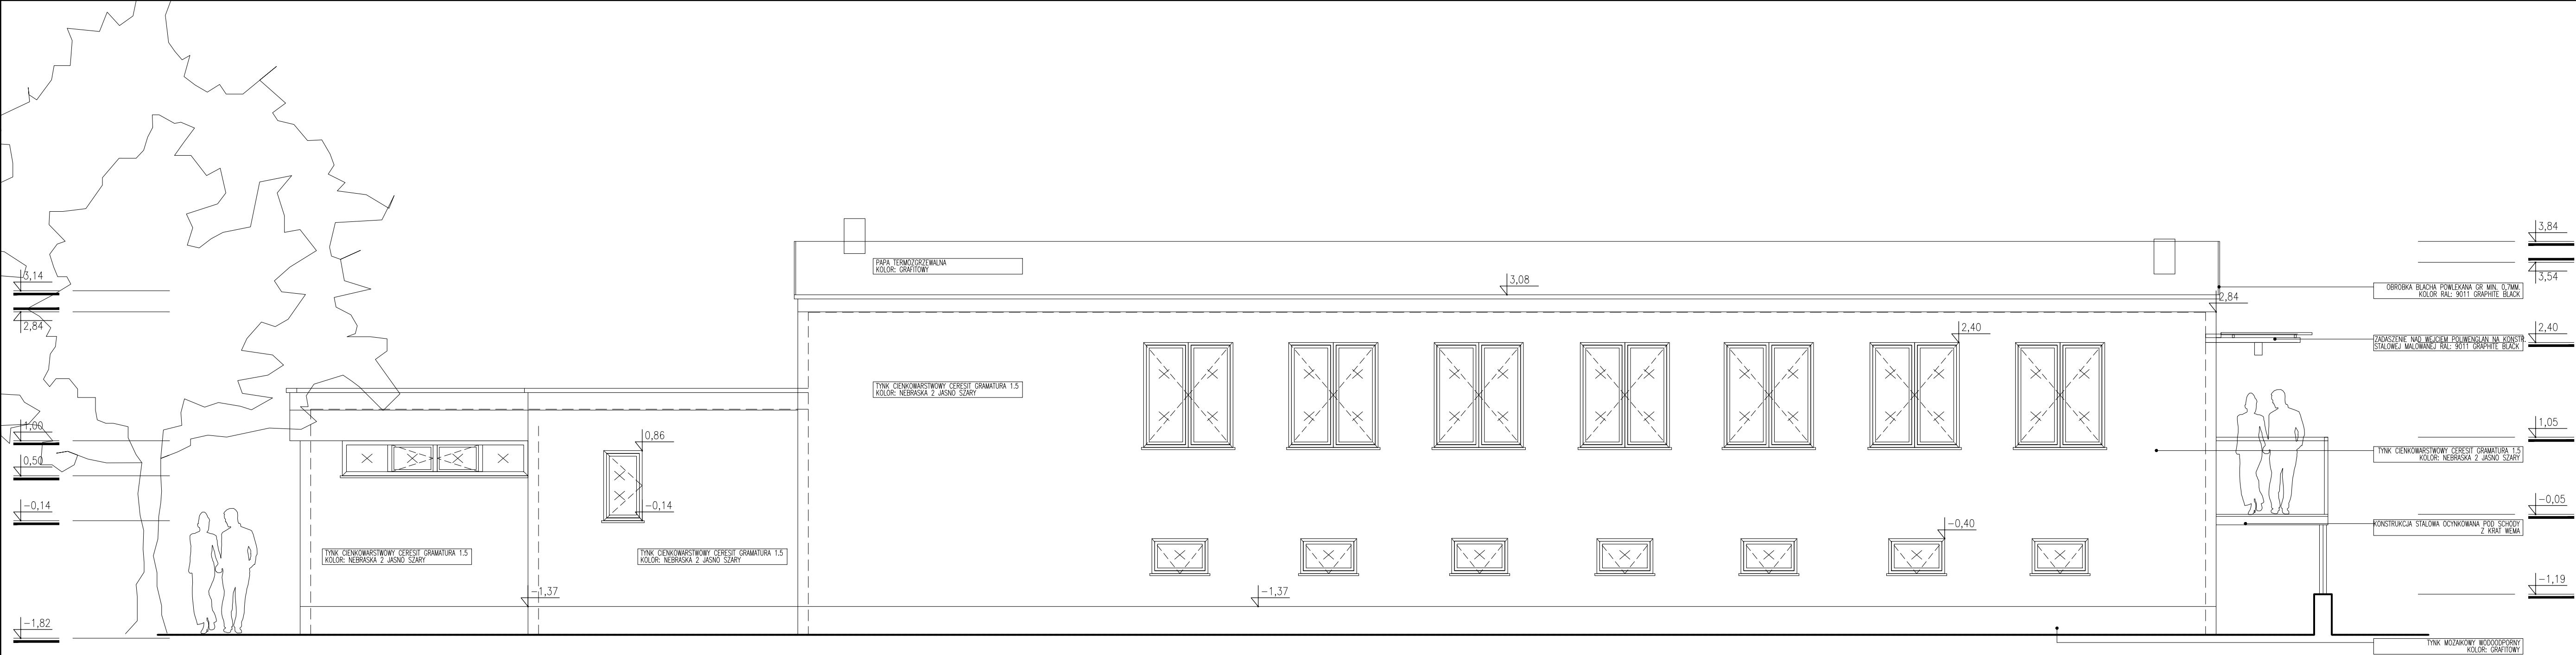 3,84
3,14
PAPA TERMOZGRZEWALNA
KOLOR: GRAFITOWY
3,08
3,54
OBRÓBKA BLACHA POWLEKANA GR MIN. 0,7MM.
KOLOR RAL: 9011 GRAPHITE BLACK
2,84
2,84
2,40
2,40
ZADASZENIE NAD WEJCIEM POLIWENGLAN NA KONSTR.
STALOWEJ MALOWANEJ RAL: 9011 GRAPHITE BLACK
TYNK CIENKOWARSTWOWY CERESIT GRAMATURA 1.5
KOLOR: NEBRASKA 2 JASNO SZARY
1,00
0,86
1,05
TYNK CIENKOWARSTWOWY CERESIT GRAMATURA 1.5
KOLOR: NEBRASKA 2 JASNO SZARY
0,50
-0,14
-0,14
-0,05
-0,40
KONSTRUKCJA STALOWA OCYNKOWANA POD SCHODY
Z KRAT WEMA
TYNK CIENKOWARSTWOWY CERESIT GRAMATURA 1.5
KOLOR: NEBRASKA 2 JASNO SZARY
TYNK CIENKOWARSTWOWY CERESIT GRAMATURA 1.5
KOLOR: NEBRASKA 2 JASNO SZARY
-1,37
-1,37
-1,19
-1,82
TYNK MOZAIKOWY WODOODPORNY
KOLOR: GRAFITOWY